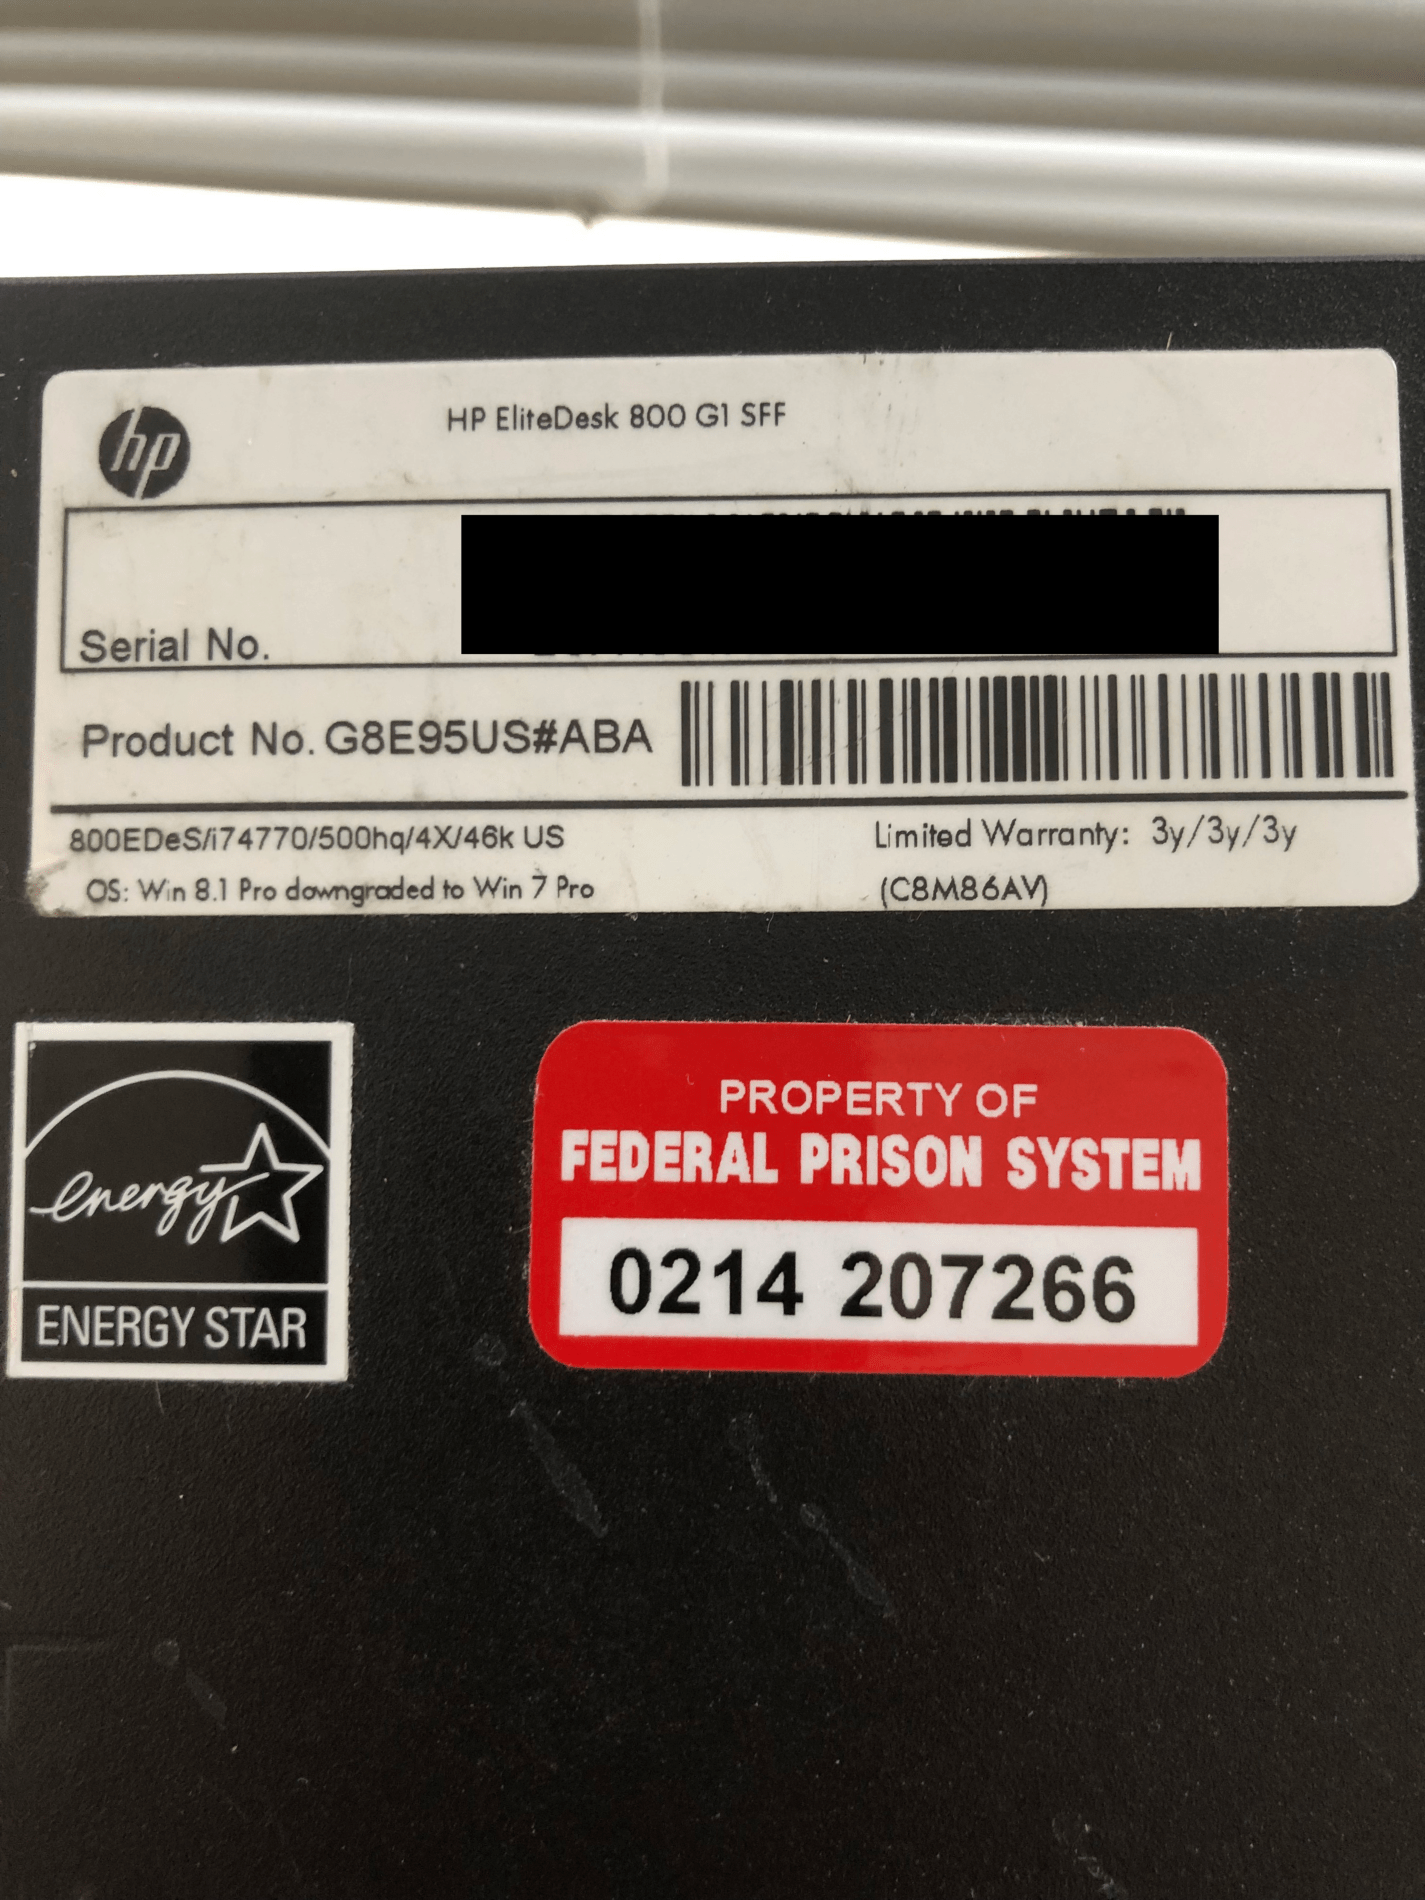 hp
HP EliteDesk 800 G1 SFF
Serial No.
Product No. G8E95US#ABA
800EDeS/i74770/500hq/4X/46k US
Limited Warranty: 3y/3y/3y
OS: Win 8.1 Pro downgraded to Win 7 Pro
(C8M86AV)
energy
ENERGY STAR
PROPERTY OF
FEDERAL PRISON SYSTEM
0214 207266